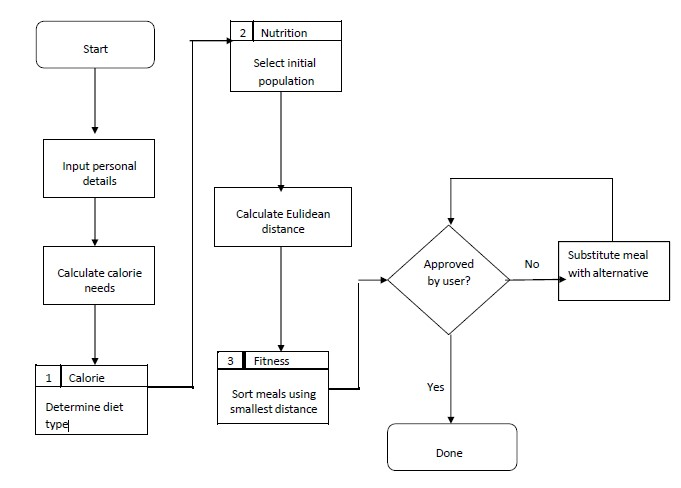 Start
Input personal
details
Calculate calorie
needs
1 Calorie
Determine diet
type
2 Nutrition
Select initial
population
Calculate Eulidean
distance
3 Fitness
Sort meals using
smallest distance
Approved
by user?
No
Substitute meal
with alternative
Yes
Done